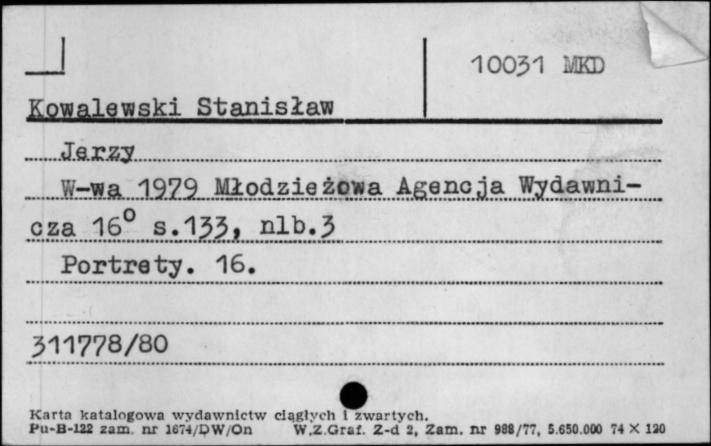 10031 MKD
Kowalewski Stanisław
Jerzy
W-wa 1979 Młodzieżowa Agencja Wydawni-
cza 16° s.133, nlb.3
Portrety. 16.
311778/80
Karta katalogowa wydawnictw ciągłych i zwartych.
Pu-B-122 zam. nr 1674/DW/On W.Z.Graf. Z-d 2, Zam. nr 988/77, 5.650.000 74 X 120